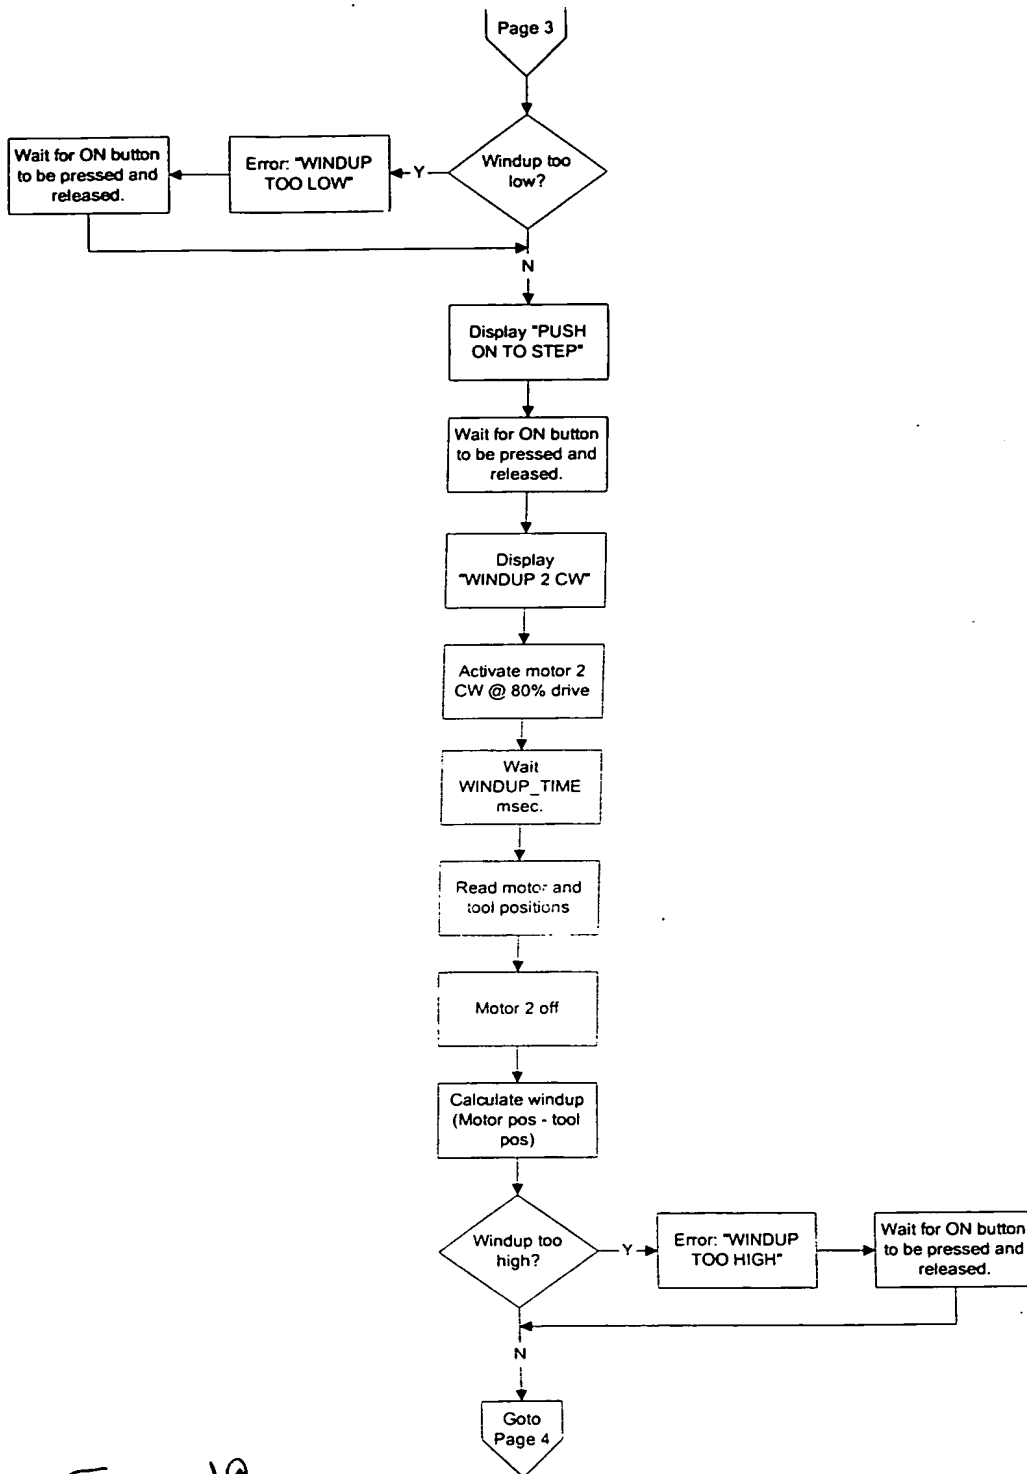 Page 3
Windup too
low?
Y
Error: "WINDUP
TOO LOW"
Wait for ON button
to be pressed and
released.
N
Display "PUSH
ON TO STEP"
Wait for ON button
to be pressed and
released.
Display
"WINDUP 2 CW"
Activate motor 2
CW @ 80% drive
Wait
WINDUP_TIME
msec.
Read motor and
tool positions
Motor 2 off
Calculate windup
(Motor pos - tool
pos)
Windup too
high?
Y
Error: "WINDUP
TOO HIGH"
Wait for ON button
to be pressed and
released.
N
Goto
Page 4